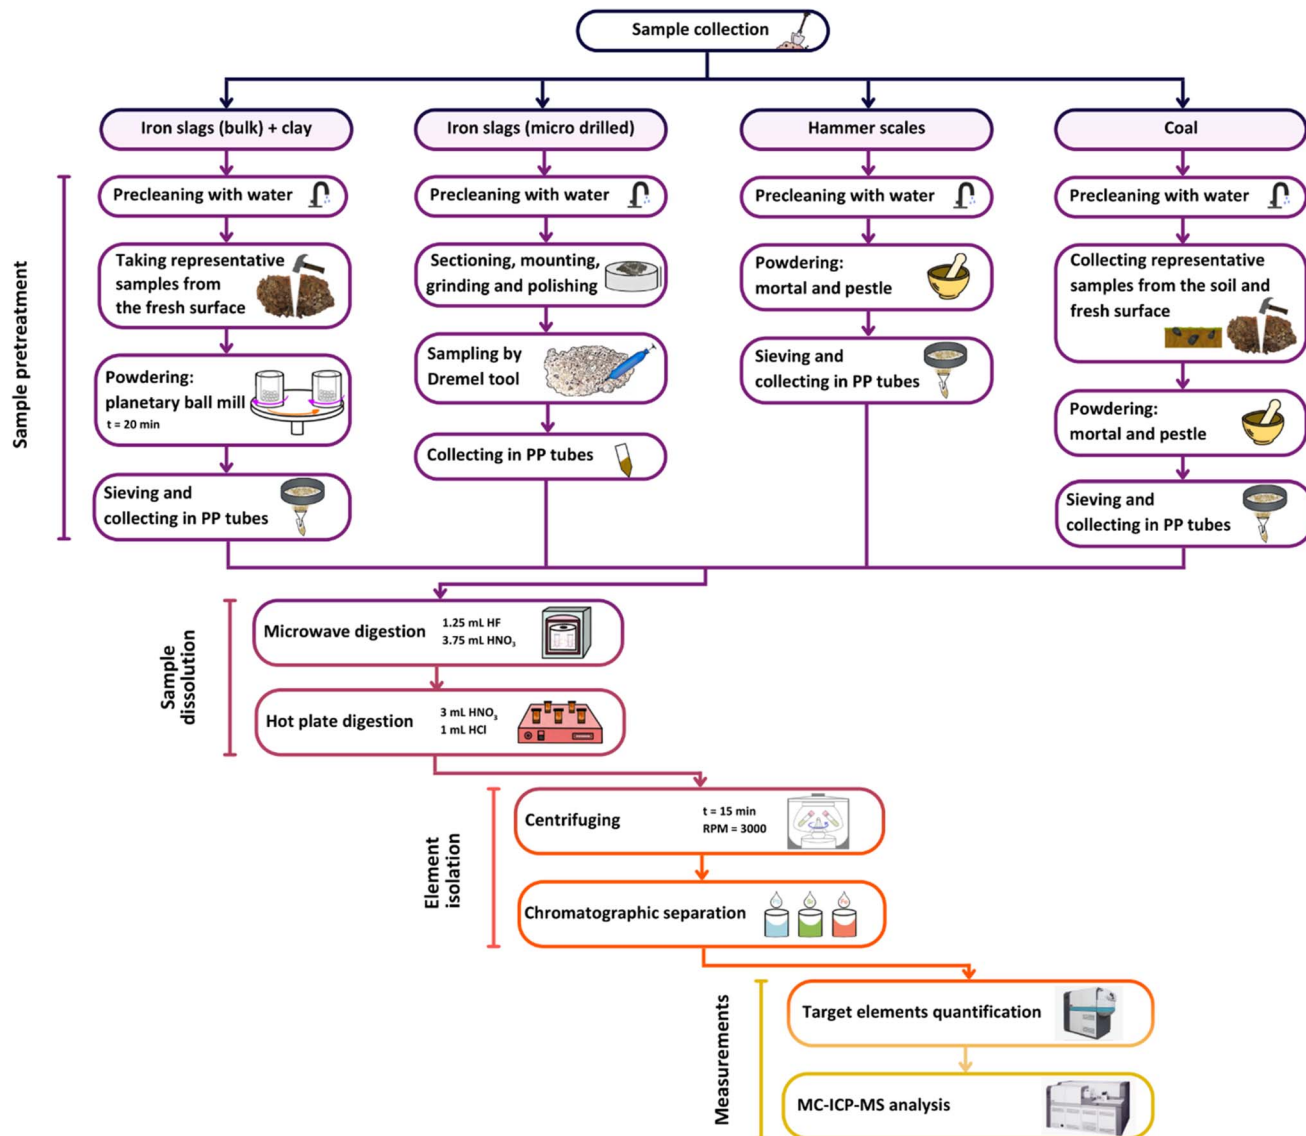 Sample collection
Iron slags (bulk) + clay
Iron slags (micro drilled)
Hammer scales
Coal
Sample pretreatment
Precleaning with water
Taking representative
samples from
the fresh surface
Powdering:
planetary ball mill
t = 20 min
Sieving and
collecting in PP tubes
Precleaning with water
Sectioning, mounting,
grinding and polishing
Sampling by
Dremel tool
Collecting in PP tubes
Precleaning with water
Powdering:
mortal and pestle
Sieving and
collecting in PP tubes
Precleaning with water
Collecting representative
samples from the soil and
fresh surface
Powdering:
mortal and pestle
Sieving and
collecting in PP tubes
Sample
dissolution
Microwave digestion
1.25 mL HF
3.75 mL HNO₃
Hot plate digestion
3 mL HNO₃
1 mL HCl
Element
isolation
Centrifuging
t = 15 min
RPM = 3000
Chromatographic separation
Measurements
Target elements quantification
MC-ICP-MS analysis